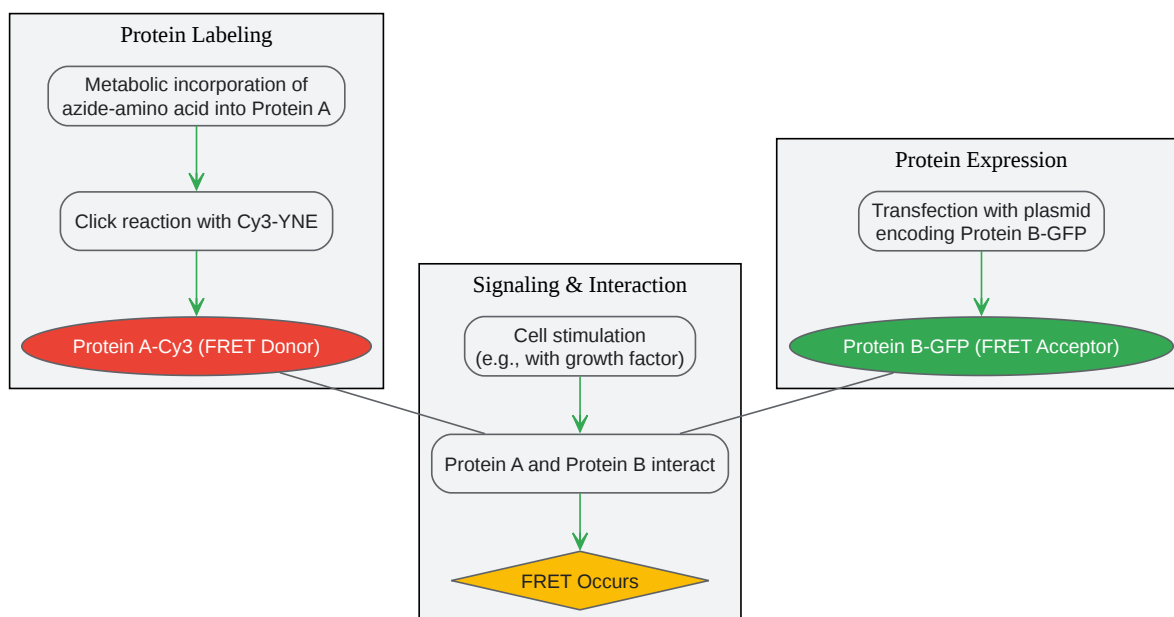 Protein Labeling
Metabolic incorporation of
azide-amino acid into Protein A
Click reaction with Cy3-YNE
Protein A-Cy3 (FRET Donor)
Protein Expression
Transfection with plasmid
encoding Protein B-GFP
Protein B-GFP (FRET Acceptor)
Signaling & Interaction
Cell stimulation
(e.g., with growth factor)
Protein A and Protein B interact
FRET Occurs